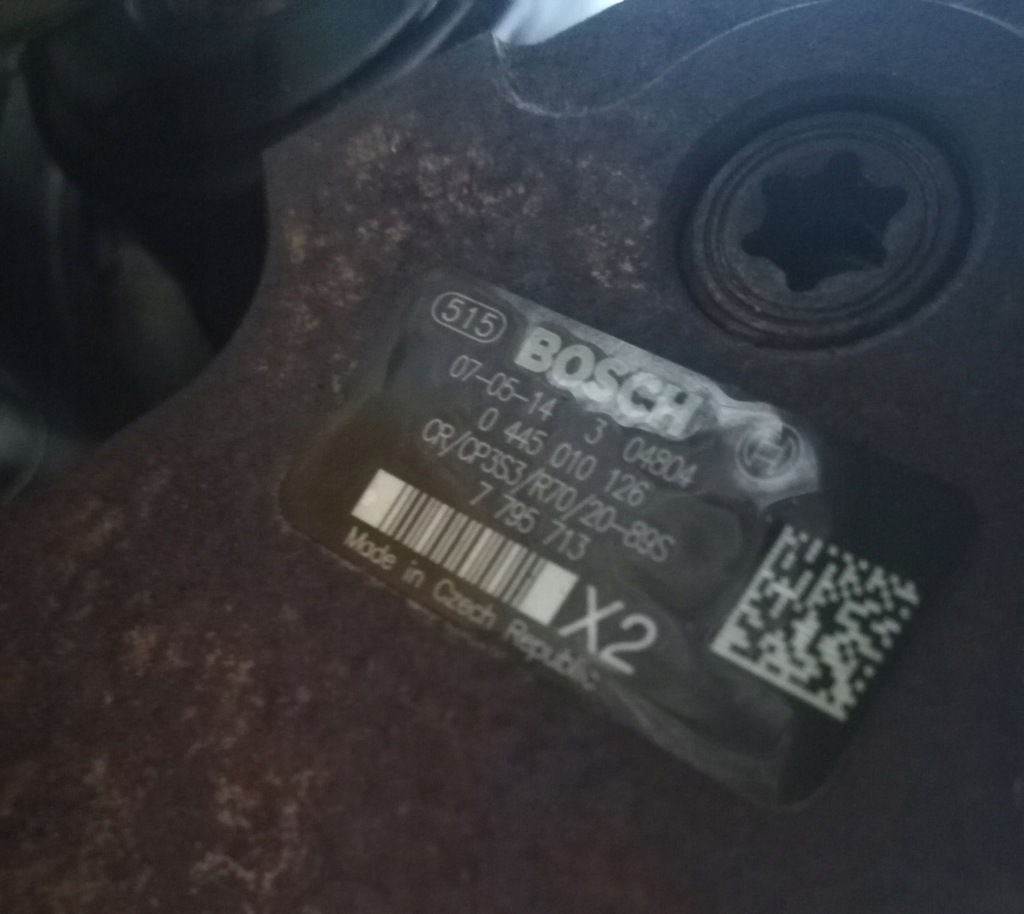 515 BOSCH
07-05-14 3 04804
0 445 010 126
CR/CP3S3/R70/20-89S
7 795 713
X2
Made in Czech Republic